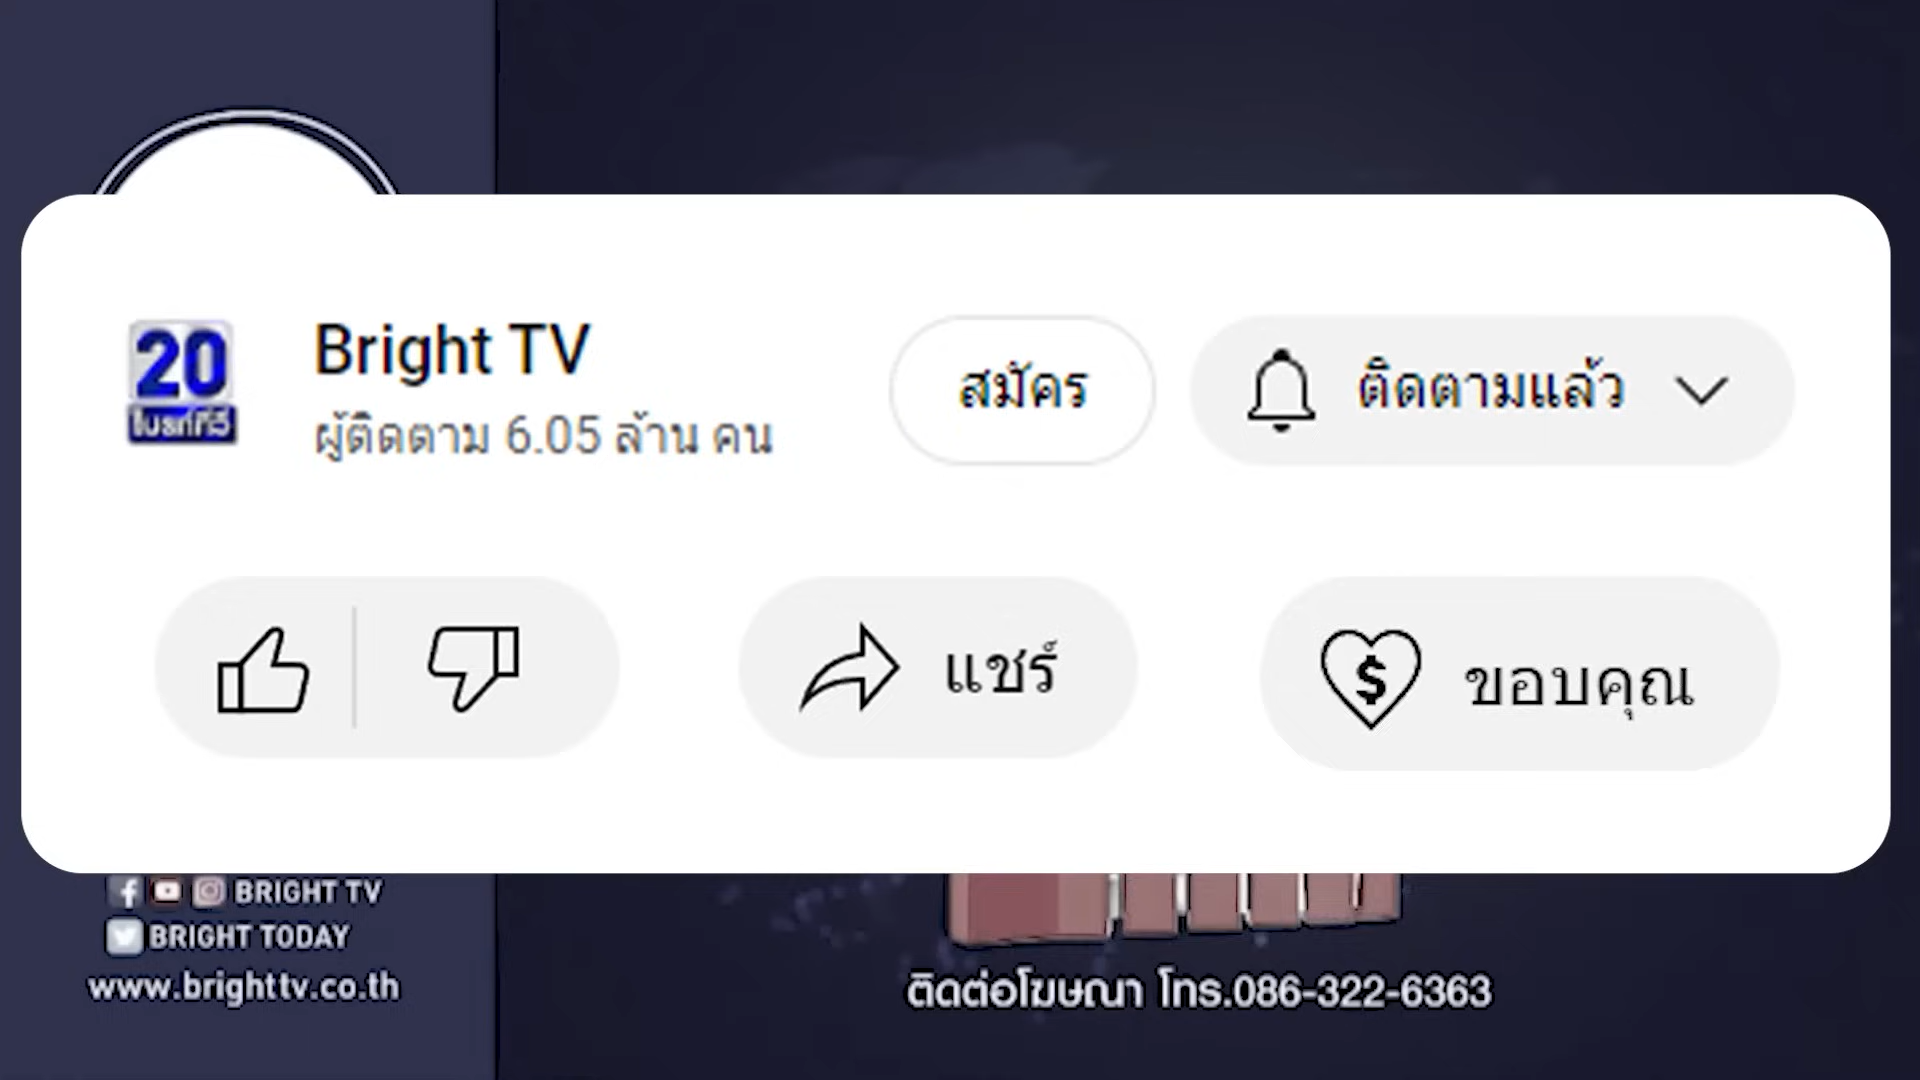 20
ไบรท์ทีวี
Bright TV
ผู้ติดตาม 6.05 ล้าน คน
สมัคร
ติดตามแล้ว
แชร์
$
ขอบคุณ
BRIGHT TV
BRIGHT TODAY
www.brighttv.co.th
ติดต่อโฆษณา โทร.086-322-6363